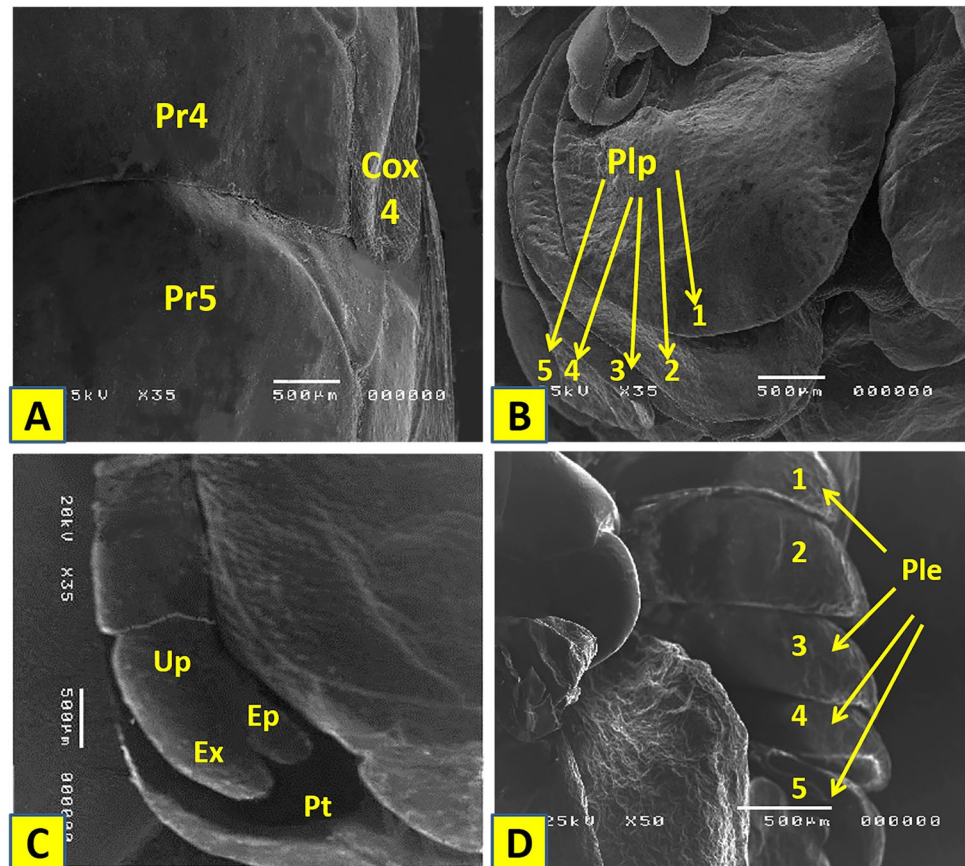 Pr4
Cox
4
Pr5
A
5kV X35 500μm 000000
Plp
1
5 4 3 2
B
5kV X35 500μm 000000
20kV X35 500μm 000000
Up
Ep
Ex
Pt
C
1
2
Ple
3
4
5
D
25kV X50 500μm 000000